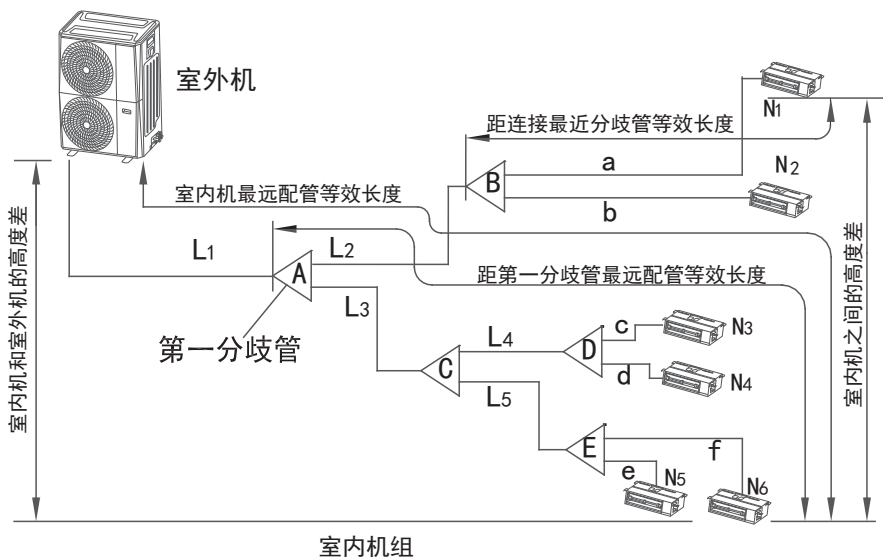 室外机
N1
距连接最近分歧管等效长度
a
B
N2
b
室内机最远配管等效长度
L1
L2
A
距第一分歧管最远配管等效长度
L3
第一分歧管
L4
D
c
N3
d
N4
C
L5
E
f
e
N5
N6
室内机和室外机的高度差
室内机之间的高度差
室内机组